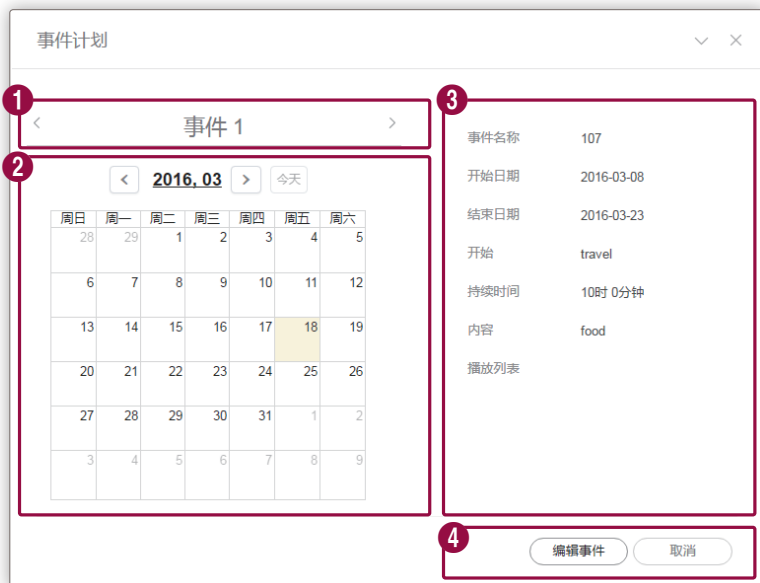 事件计划
1
事件 1
2
2016, 03 今天
周日 周一 周二 周三 周四 周五 周六
28 29 1 2 3 4 5
6 7 8 9 10 11 12
13 14 15 16 17 18 19
20 21 22 23 24 25 26
27 28 29 30 31 1 2
3 4 5 6 7 8 9
3
事件名称 107
开始日期 2016-03-08
结束日期 2016-03-23
开始 travel
持续时间 10时 0分钟
内容 food
播放列表
4
编辑事件 取消